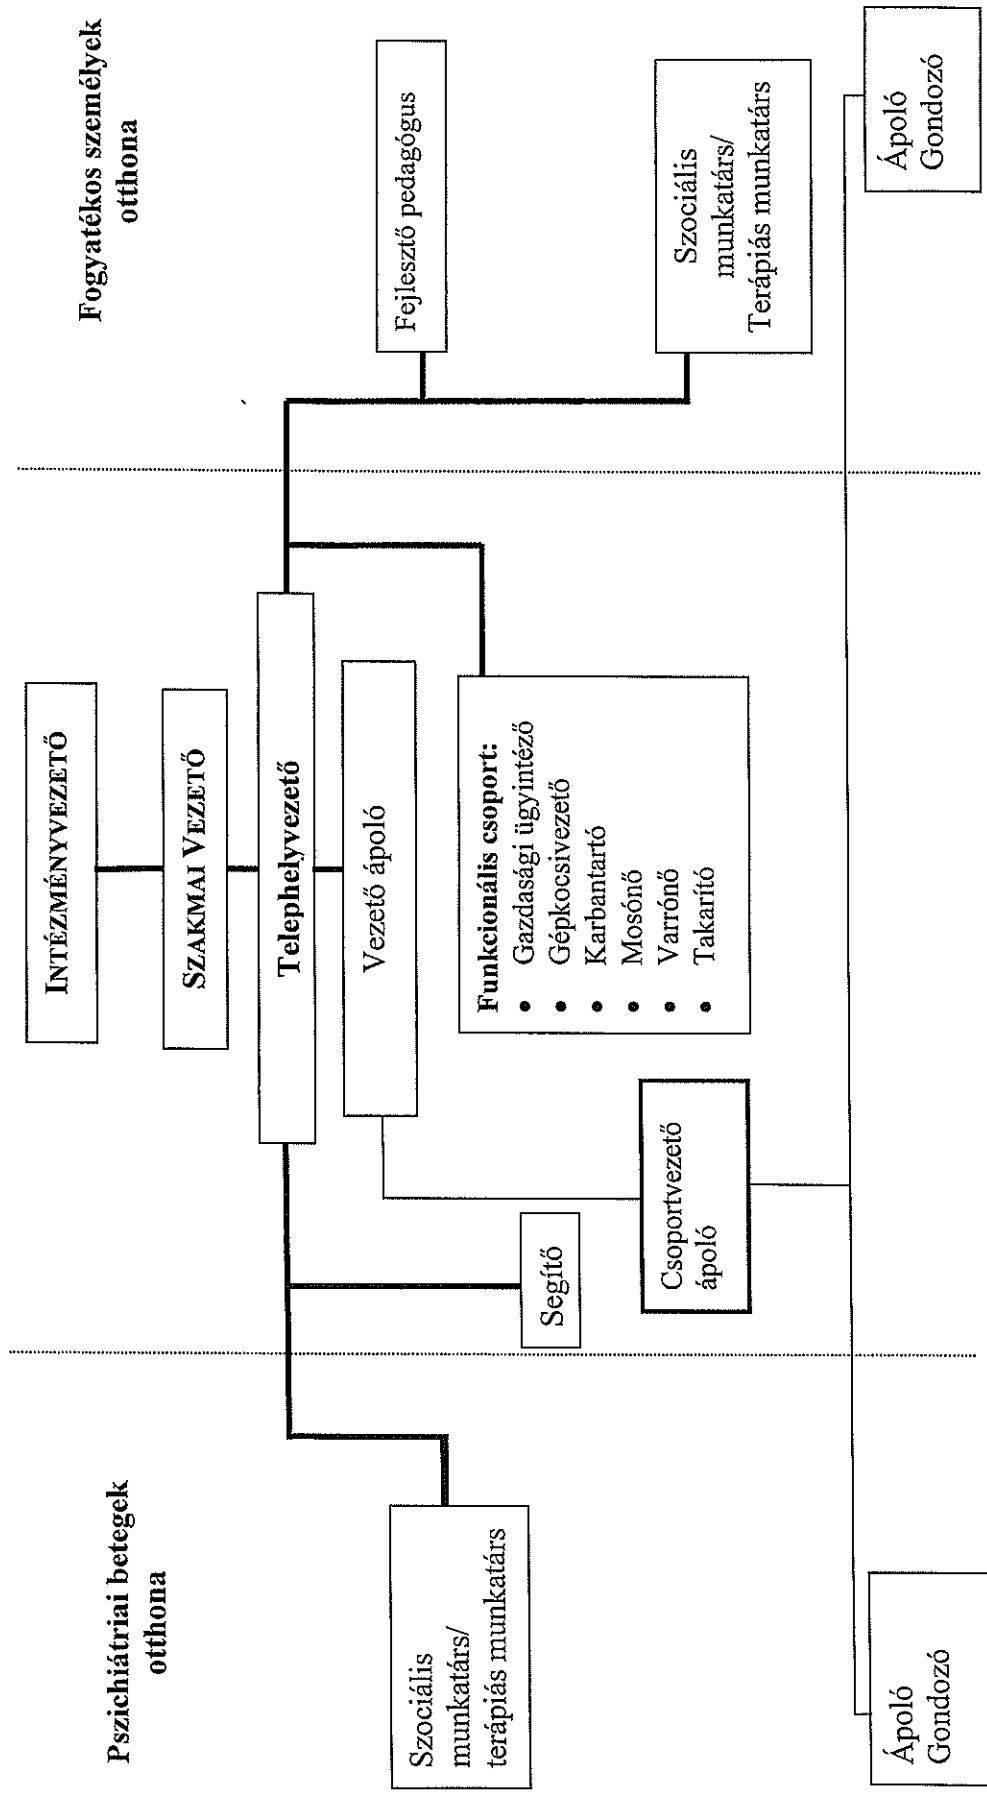 Pszichiátriai betegek
otthona
Fogyatékos személyek
otthona
INTÉZMÉNYVEZETŐ
SZAKMAI VEZETŐ
Telephelyvezető
Vezető ápoló
Szociális
munkatárs/
terápiás munkatárs
Segítő
Funkcionális csoport:
• Gazdasági ügyintéző
• Gépkocsivezető
• Karbantartó
• Mosónő
• Varrónő
• Takarító
Fejlesztő pedagógus
Csoportvezető
ápoló
Szociális
munkatárs/
Terápiás munkatárs
Ápoló
Gondozó
Ápoló
Gondozó